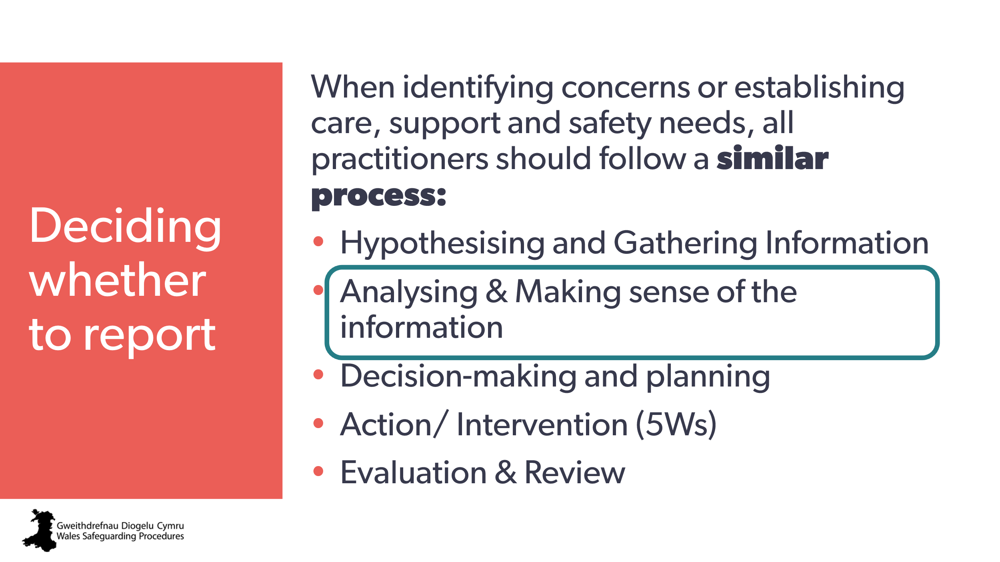 Deciding
whether
to report
When identifying concerns or establishing
care, support and safety needs, all
practitioners should follow a similar
process:
• Hypothesising and Gathering Information
• Analysing & Making sense of the
information
• Decision-making and planning
• Action/ Intervention (5Ws)
• Evaluation & Review
Gweithdrefnau Diogelu Cymru
Wales Safeguarding Procedures